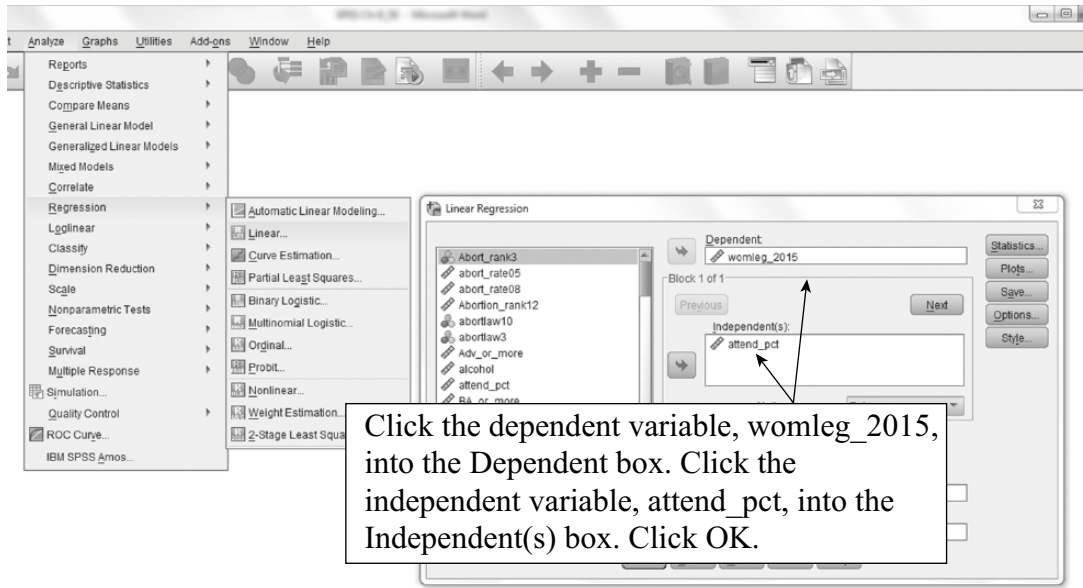 t Analyze Graphs Utilities Add-ons Window Help
Reports
Descriptive Statistics
Compare Means
General Linear Model
Generalized Linear Models
Mixed Models
Correlate
Regression
Loglinear
Classify
Dimension Reduction
Scale
Nonparametric Tests
Forecasting
Survival
Multiple Response
Simulation...
Quality Control
ROC Curve...
IBM SPSS Amos...
Automatic Linear Modeling...
Linear...
Curve Estimation...
Partial Least Squares...
Binary Logistic...
Multinomial Logistic...
Ordinal...
Probit...
Nonlinear...
Weight Estimation...
2-Stage Least Squa
Linear Regression
Abort_rank3
abort_rate05
abort_rate08
Abortion_rank12
abortlaw10
abortlaw3
Adv_or_more
alcohol
attend_pct
BA_or_more
Dependent:
womleg_2015
Block 1 of 1
Previous
Next
Independent(s):
attend_pct
Statistics...
Plots...
Save...
Options...
Style...
Click the dependent variable, womleg_2015,
into the Dependent box. Click the
independent variable, attend_pct, into the
Independent(s) box. Click OK.